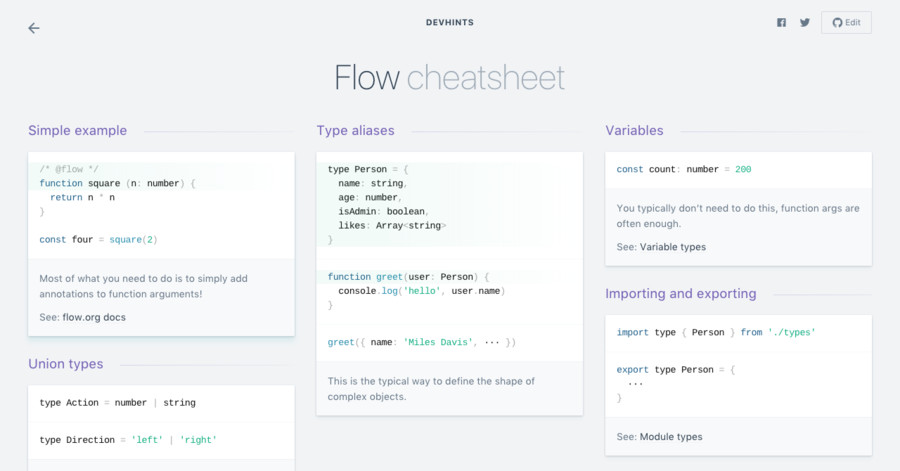 DEVHINTS
Edit
Flow cheatsheet
Simple example
/* @flow */
function square (n: number) {
  return n * n
}
const four = square(2)
Most of what you need to do is to simply add
annotations to function arguments!
See: flow.org docs
Union types
type Action = number | string
type Direction = 'left' | 'right'
Type aliases
type Person = {
  name: string,
  age: number,
  isAdmin: boolean,
  likes: Array<string>
}
function greet(user: Person) {
  console.log('hello', user.name)
}
greet({ name: 'Miles Davis', ··· })
This is the typical way to define the shape of
complex objects.
Variables
const count: number = 200
You typically don't need to do this, function args are
often enough.
See: Variable types
Importing and exporting
import type { Person } from './types'
export type Person = {
  ···
}
See: Module types